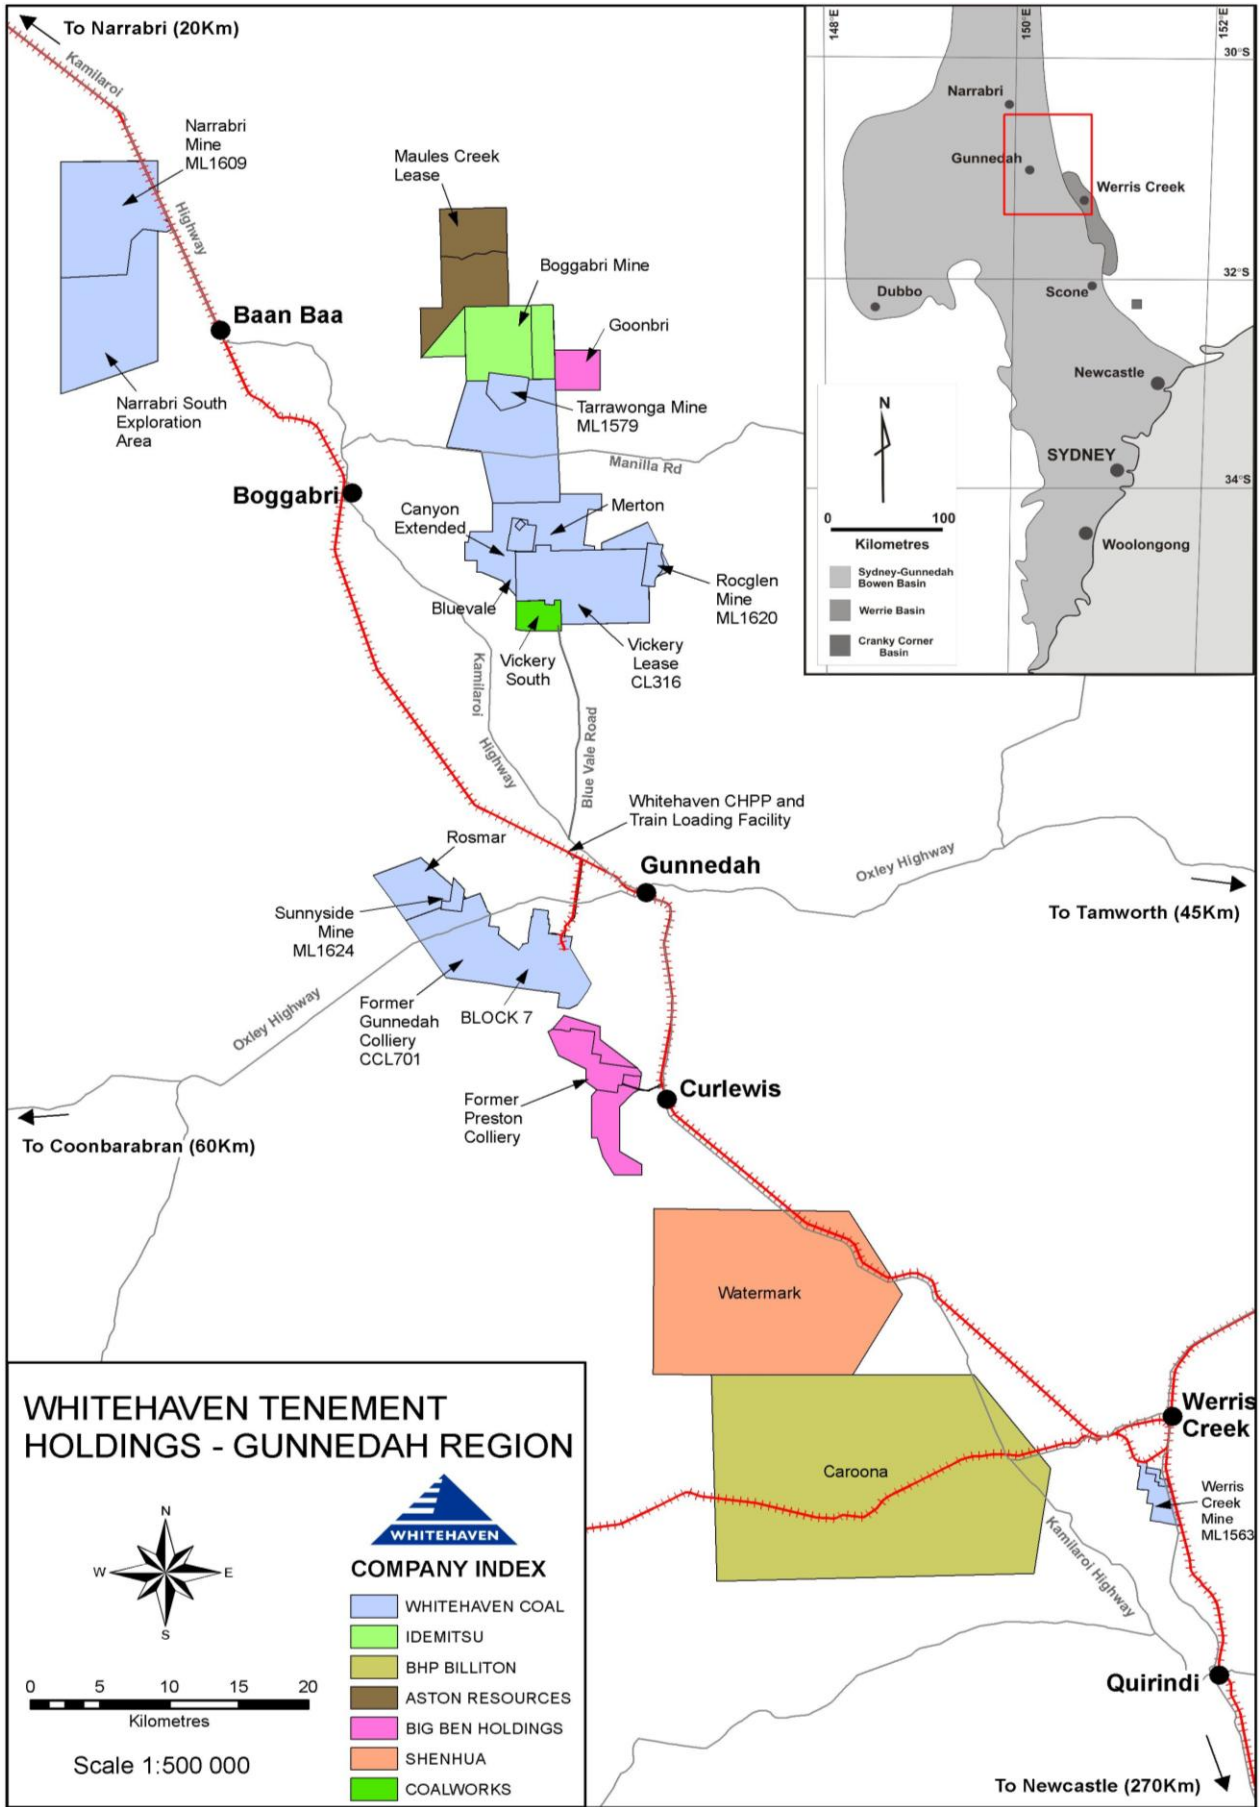 To Narrabri (20Km)
Kamilaroi
Highway
Narrabri
Mine
ML1609
Maules Creek
Lease
Boggabri Mine
Baan Baa
Goonbri
Narrabri South
Exploration
Area
Tarrawonga Mine
ML1579
Manilla Rd
Boggabri
Canyon
Extended
Merton
Bluevale
Rocglen
Mine
ML1620
Vickery
South
Vickery
Lease
CL316
Kamilaroi
Highway
Blue Vale Road
Whitehaven CHPP and
Train Loading Facility
Rosmar
Gunnedah
Oxley Highway
To Tamworth (45Km)
Sunnyside
Mine
ML1624
Former
Gunnedah
Colliery
CCL701
BLOCK 7
Oxley Highway
Former
Preston
Colliery
Curlewis
To Coonbarabran (60Km)
Watermark
Caroona
Werris
Creek
Werris
Creek
Mine
ML1563
Kamilaroi Highway
Quirindi
To Newcastle (270Km)
148°E
150°E
152°E
30°S
Narrabri
Gunnedah
Werris Creek
32°S
Dubbo
Scone
Newcastle
N
SYDNEY
34°S
0 100
Kilometres
Woolongong
Sydney-Gunnedah
Bowen Basin
Werrie Basin
Cranky Corner
Basin
WHITEHAVEN TENEMENT
HOLDINGS - GUNNEDAH REGION
N
W E
S
0 5 10 15 20
Kilometres
Scale 1:500 000
WHITEHAVEN
COMPANY INDEX
WHITEHAVEN COAL
IDEMITSU
BHP BILLITON
ASTON RESOURCES
BIG BEN HOLDINGS
SHENHUA
COALWORKS